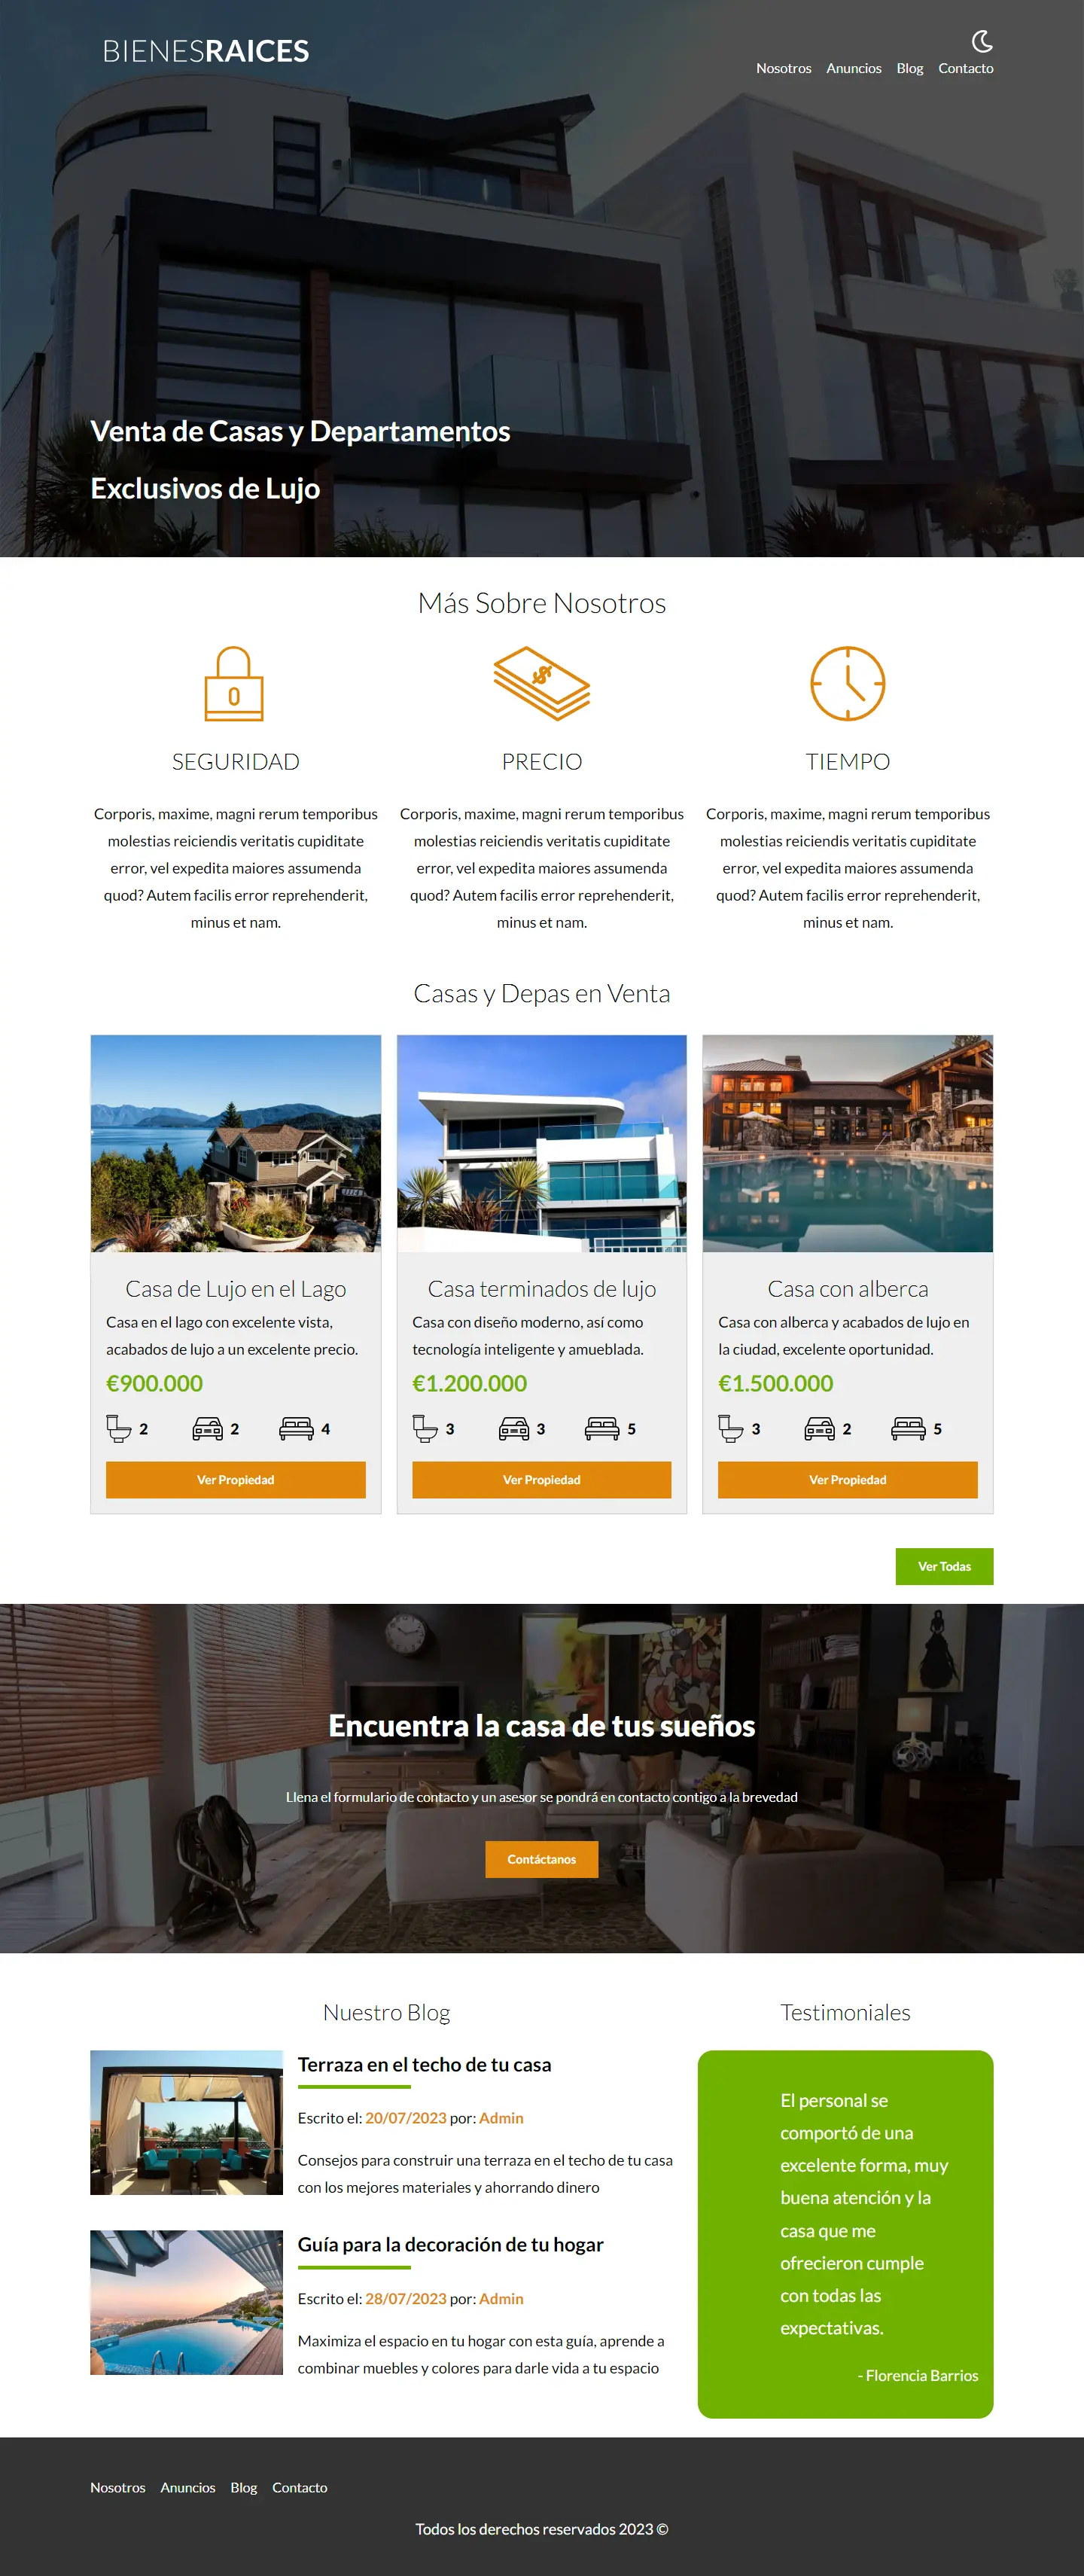 BIENESRAICES
Nosotros Anuncios Blog Contacto
Venta de Casas y Departamentos
Exclusivos de Lujo
Más Sobre Nosotros
SEGURIDAD
Corporis, maxime, magni rerum temporibus
molestias reiciendis veritatis cupiditate
error, vel expedita maiores assumenda
quod? Autem facilis error reprehenderit,
minus et nam.
PRECIO
Corporis, maxime, magni rerum temporibus
molestias reiciendis veritatis cupiditate
error, vel expedita maiores assumenda
quod? Autem facilis error reprehenderit,
minus et nam.
TIEMPO
Corporis, maxime, magni rerum temporibus
molestias reiciendis veritatis cupiditate
error, vel expedita maiores assumenda
quod? Autem facilis error reprehenderit,
minus et nam.
Casas y Depas en Venta
Casa de Lujo en el Lago
Casa en el lago con excelente vista,
acabados de lujo a un excelente precio.
€900.000
2 2 4
Ver Propiedad
Casa terminados de lujo
Casa con diseño moderno, así como
tecnología inteligente y amueblada.
€1.200.000
3 3 5
Ver Propiedad
Casa con alberca
Casa con alberca y acabados de lujo en
la ciudad, excelente oportunidad.
€1.500.000
3 2 5
Ver Propiedad
Ver Todas
Encuentra la casa de tus sueños
Llena el formulario de contacto y un asesor se pondrá en contacto contigo a la brevedad
Contáctanos
Nuestro Blog
Terraza en el techo de tu casa
Escrito el: 20/07/2023 por: Admin
Consejos para construir una terraza en el techo de tu casa
con los mejores materiales y ahorrando dinero
Guía para la decoración de tu hogar
Escrito el: 28/07/2023 por: Admin
Maximiza el espacio en tu hogar con esta guía, aprende a
combinar muebles y colores para darle vida a tu espacio
Testimoniales
El personal se
comportó de una
excelente forma, muy
buena atención y la
casa que me
ofrecieron cumple
con todas las
expectativas.
- Florencia Barrios
Nosotros Anuncios Blog Contacto
Todos los derechos reservados 2023 ©